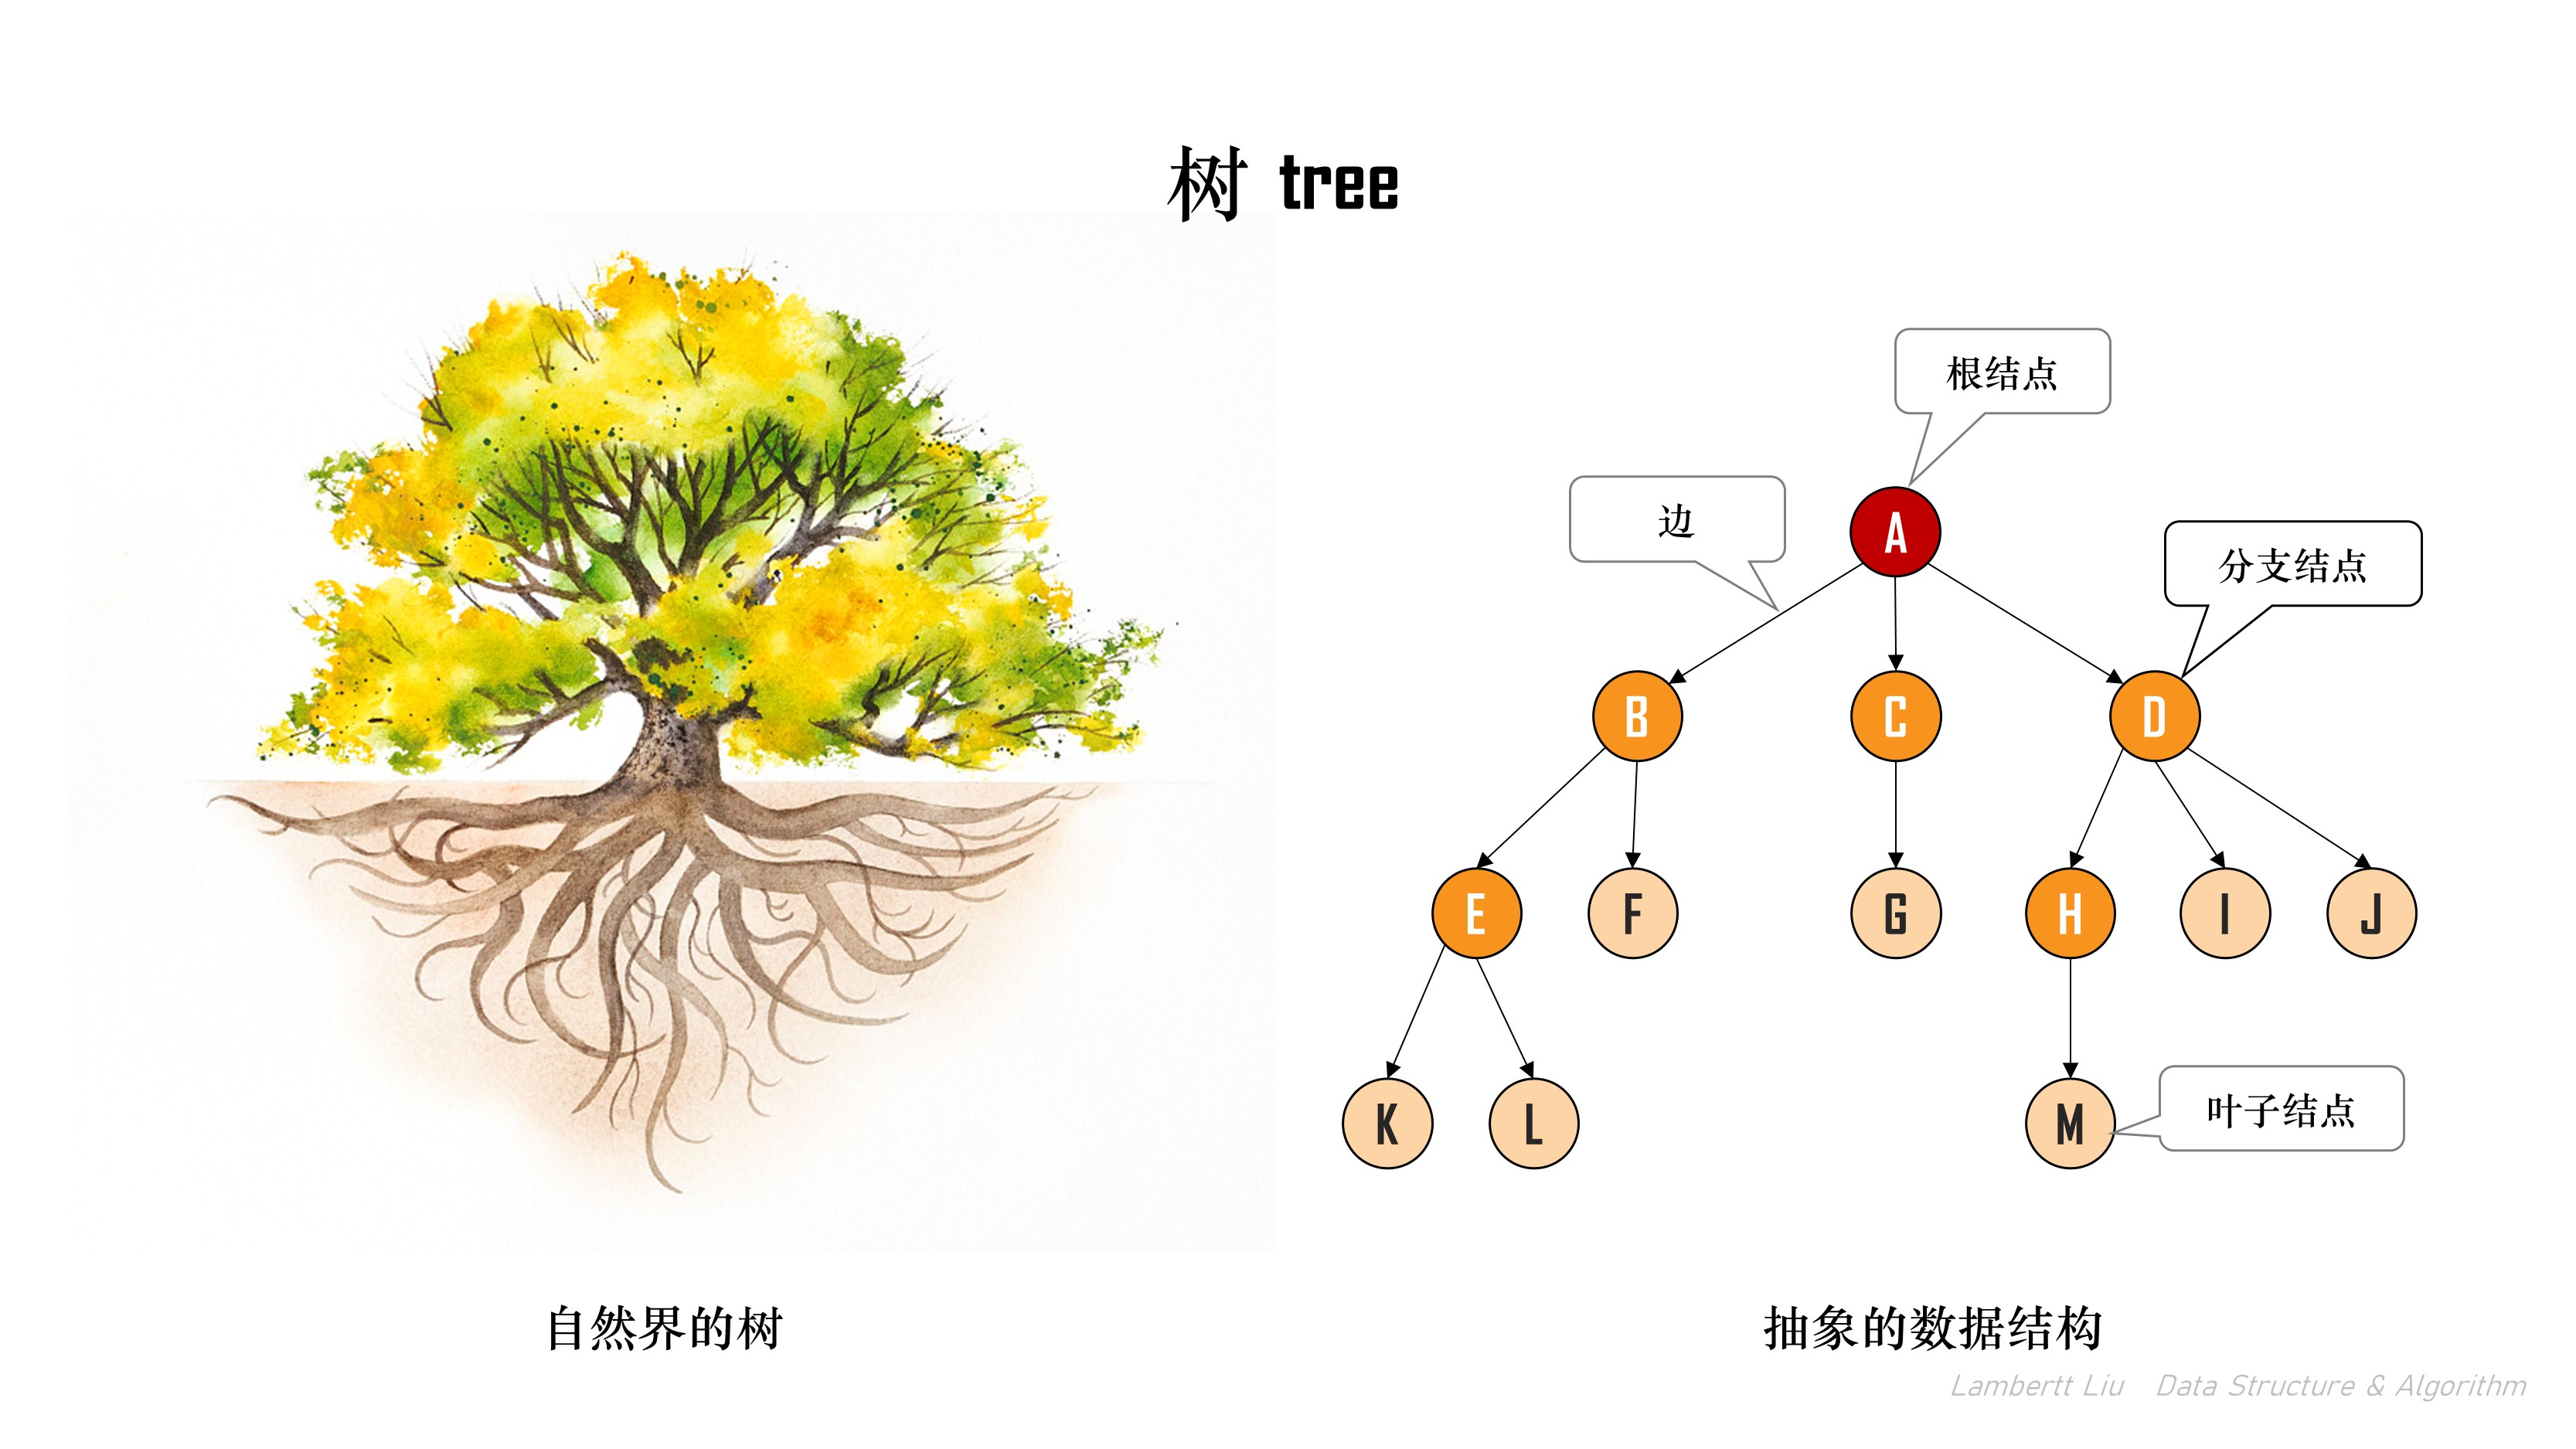 树 tree
根结点
边
A
分支结点
B
C
D
E
F
G
H
I
J
K
L
M
叶子结点
自然界的树
抽象的数据结构
Lambertt Liu Data Structure & Algorithm